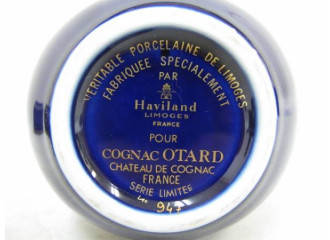 VERITABLE PORCELAINE DE LIMOGES
FABRIQUEE SPECIALEMENT
PAR
Haviland
LIMOGES
FRANCE
POUR
COGNAC OTARD
CHATEAU DE COGNAC
FRANCE
SERIE LIMITEE
947